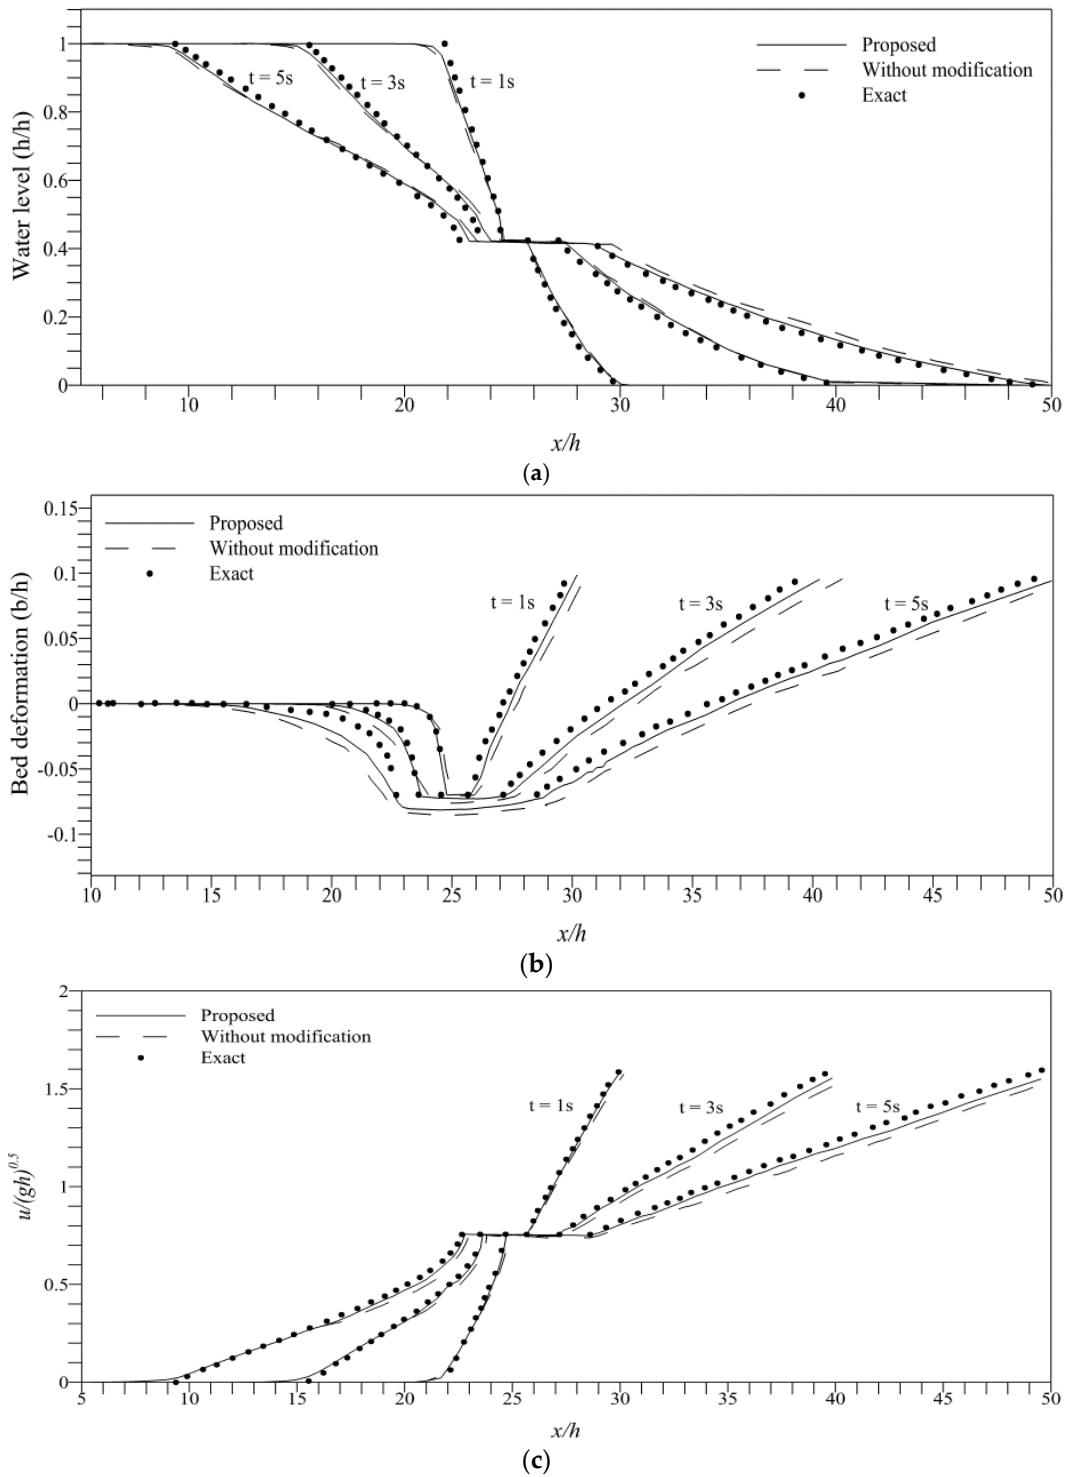 Proposed
Without modification
Exact
t = 5s
t = 3s
t = 1s
Water level (h/h)
1
0.8
0.6
0.4
0.2
0
10
20
30
40
50
x/h
(a)
Proposed
Without modification
Exact
t = 1s
t = 3s
t = 5s
Bed deformation (b/h)
0.15
0.1
0.05
0
-0.05
-0.1
10
15
20
25
30
35
40
45
50
x/h
(b)
Proposed
Without modification
Exact
t = 1s
t = 3s
t = 5s
u/(gh)^0.5
2
1.5
1
0.5
0
5
10
15
20
25
30
35
40
45
50
x/h
(c)